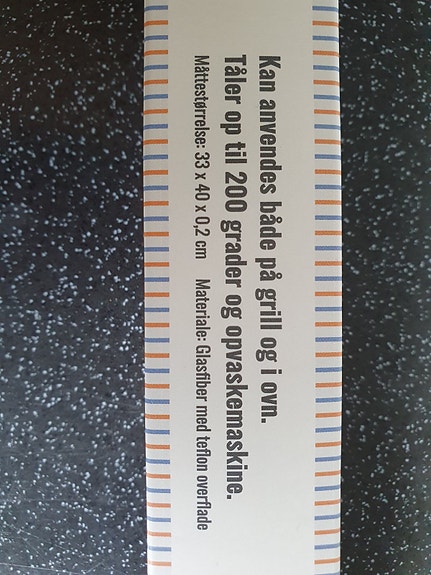 Kan anvendes både på grill og i ovn.
Tåler op til 200 grader og opvaskemaskine.
Måttestørrelse: 33 x 40 x 0,2 cm Materiale: Glasfiber med teflon overflade